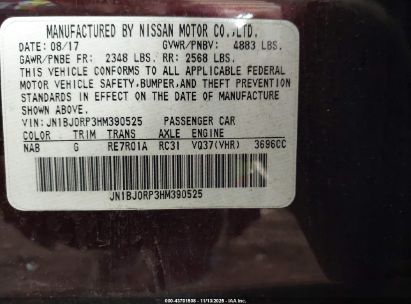 MANUFACTURED BY NISSAN MOTOR CO.,LTD.
DATE: 08/17 GVWR/PNBV: 4883 LBS.
GAWR/PNBE FR: 2348 LBS. RR: 2568 LBS.
THIS VEHICLE CONFORMS TO ALL APPLICABLE FEDERAL
MOTOR VEHICLE SAFETY,BUMPER,AND THEFT PREVENTION
STANDARDS IN EFFECT ON THE DATE OF MANUFACTURE
SHOWN ABOVE.
VIN:JN1BJ0RP3HM390525 PASSENGER CAR
COLOR TRIM TRANS AXLE ENGINE
NAB G RE7R01A RC31 VQ37(VHR) 3696CC
JN1BJ0RP3HM390525